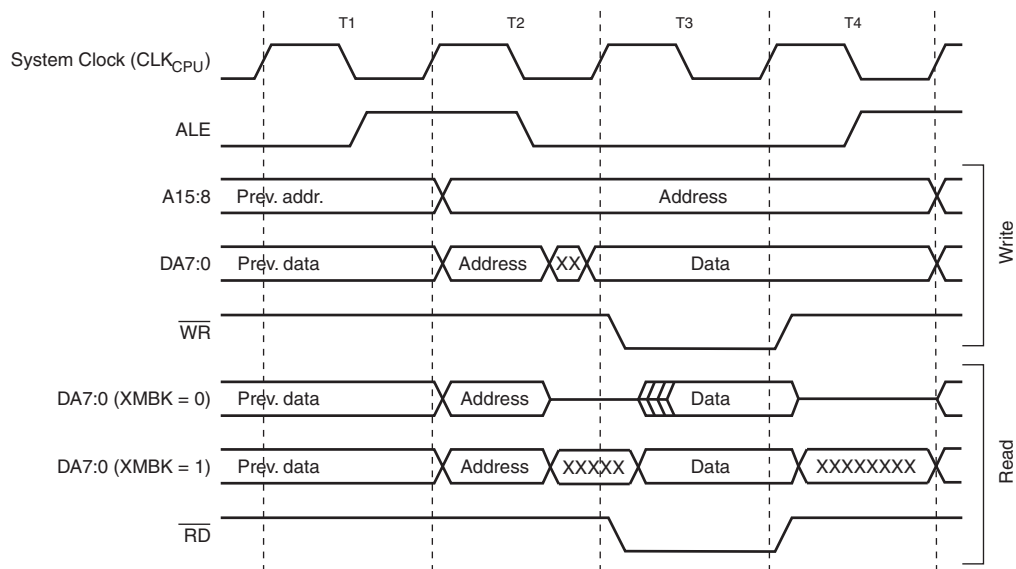 T1 T2 T3 T4
System Clock (CLKCPU)
ALE
A15:8 Prev. addr. Address
DA7:0 Prev. data Address XX Data
WR
Write
DA7:0 (XMBK = 0) Prev. data Address Data
DA7:0 (XMBK = 1) Prev. data Address XXXXX Data XXXXXXXX
RD
Read